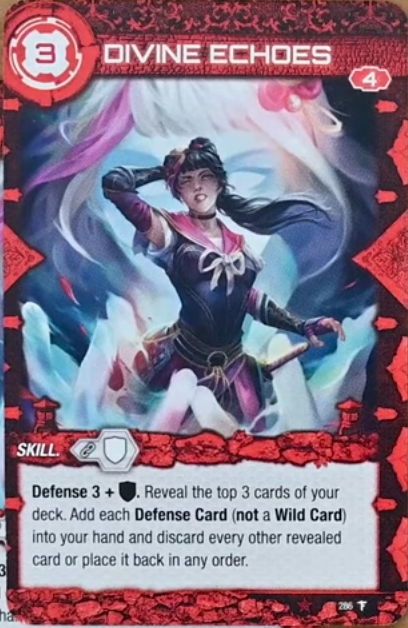 3
DIVINE ECHOES
4
SKILL.
Defense 3 + . Reveal the top 3 cards of your
deck. Add each Defense Card (not a Wild Card)
into your hand and discard every other revealed
card or place it back in any order.
3
ha
286